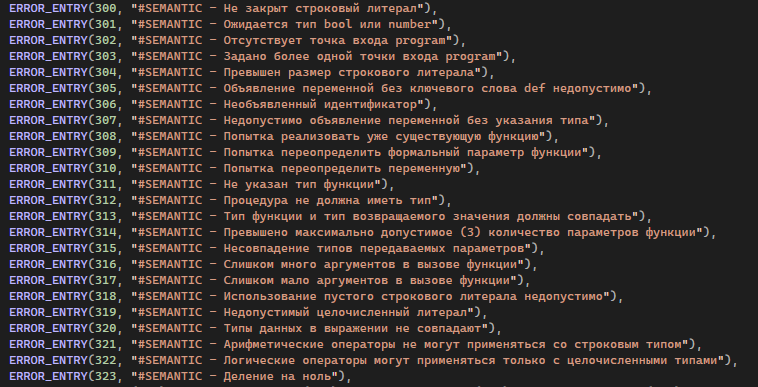 ERROR_ENTRY(300, "#SEMANTIC - Не закрыт строковый литерал"),
ERROR_ENTRY(301, "#SEMANTIC - Ожидается тип bool или number"),
ERROR_ENTRY(302, "#SEMANTIC - Отсутствует точка входа program"),
ERROR_ENTRY(303, "#SEMANTIC - Задано более одной точки входа program"),
ERROR_ENTRY(304, "#SEMANTIC - Превышен размер строкового литерала"),
ERROR_ENTRY(305, "#SEMANTIC - Объявление переменной без ключевого слова def недопустимо"),
ERROR_ENTRY(306, "#SEMANTIC - Необъявленный идентификатор"),
ERROR_ENTRY(307, "#SEMANTIC - Недопустимо объявление переменной без указания типа"),
ERROR_ENTRY(308, "#SEMANTIC - Попытка реализовать уже существующую функцию"),
ERROR_ENTRY(309, "#SEMANTIC - Попытка переопределить формальный параметр функции"),
ERROR_ENTRY(310, "#SEMANTIC - Попытка переопределить переменную"),
ERROR_ENTRY(311, "#SEMANTIC - Не указан тип функции"),
ERROR_ENTRY(312, "#SEMANTIC - Процедура не должна иметь тип"),
ERROR_ENTRY(313, "#SEMANTIC - Тип функции и тип возвращаемого значения должны совпадать"),
ERROR_ENTRY(314, "#SEMANTIC - Превышено максимально допустимое (3) количество параметров функции"),
ERROR_ENTRY(315, "#SEMANTIC - Несовпадение типов передаваемых параметров"),
ERROR_ENTRY(316, "#SEMANTIC - Слишком много аргументов в вызове функции"),
ERROR_ENTRY(317, "#SEMANTIC - Слишком мало аргументов в вызове функции"),
ERROR_ENTRY(318, "#SEMANTIC - Использование пустого строкового литерала недопустимо"),
ERROR_ENTRY(319, "#SEMANTIC - Недопустимый целочисленный литерал"),
ERROR_ENTRY(320, "#SEMANTIC - Типы данных в выражении не совпадают"),
ERROR_ENTRY(321, "#SEMANTIC - Арифметические операторы не могут применяться со строковым типом"),
ERROR_ENTRY(322, "#SEMANTIC - Логические операторы могут применяться только с целочисленными типами"),
ERROR_ENTRY(323, "#SEMANTIC - Деление на ноль"),